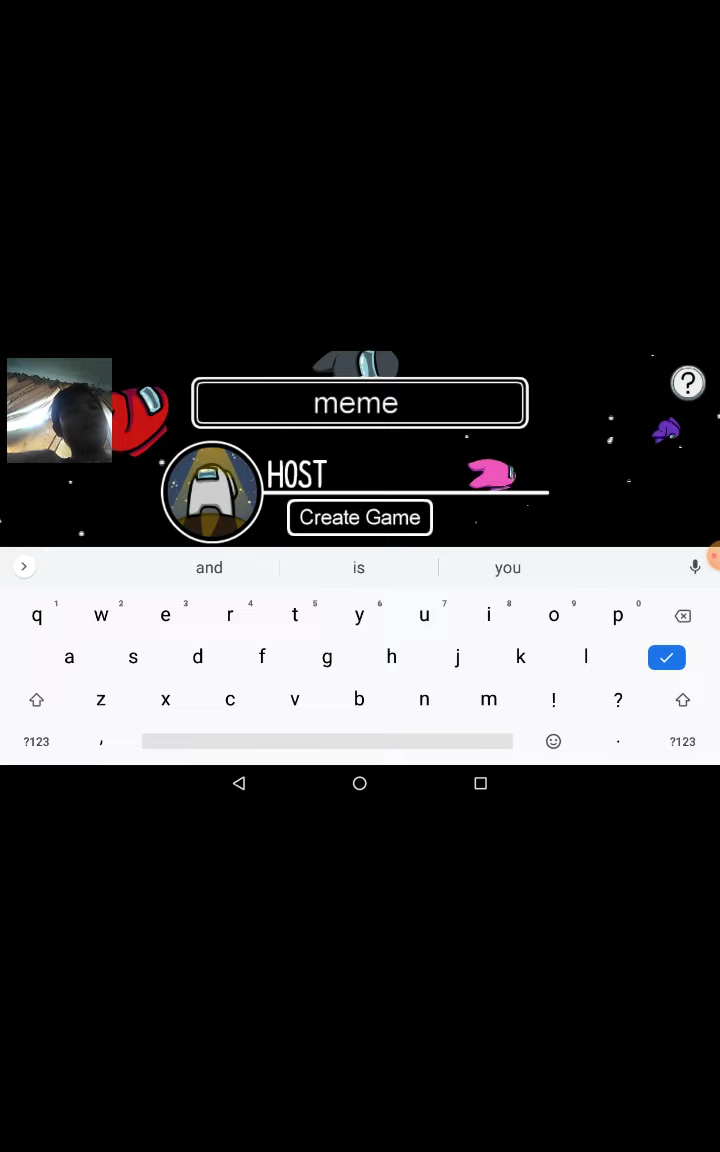 ?
meme
HOST
Create Game
and is you
q 1 w 2 e 3 r 4 t 5 y 6 u 7 i 8 o 9 p 0
a s d f g h j k l
z x c v b n m ! ?
?123 , . ?123